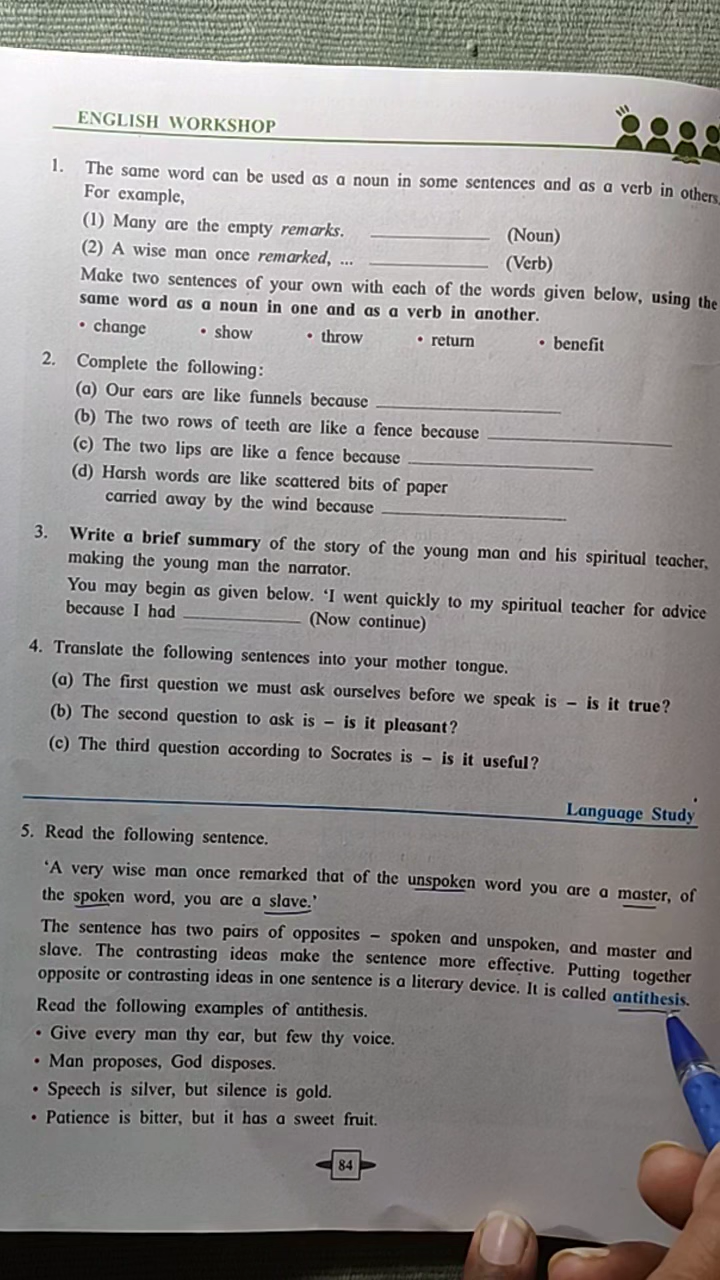 ENGLISH WORKSHOP
1. The same word can be used as a noun in some sentences and as a verb in others.
For example,
(1) Many are the empty remarks. ____________ (Noun)
(2) A wise man once remarked, ... ____________ (Verb)
Make two sentences of your own with each of the words given below, using the
same word as a noun in one and as a verb in another.
• change • show • throw • return • benefit
2. Complete the following:
(a) Our ears are like funnels because ____________
(b) The two rows of teeth are like a fence because ____________
(c) The two lips are like a fence because ____________
(d) Harsh words are like scattered bits of paper
carried away by the wind because ____________
3. Write a brief summary of the story of the young man and his spiritual teacher,
making the young man the narrator.
You may begin as given below. ‘I went quickly to my spiritual teacher for advice
because I had ____________ (Now continue)
4. Translate the following sentences into your mother tongue.
(a) The first question we must ask ourselves before we speak is – is it true?
(b) The second question to ask is – is it pleasant?
(c) The third question according to Socrates is – is it useful?
Language Study
5. Read the following sentence.
‘A very wise man once remarked that of the unspoken word you are a master, of
the spoken word, you are a slave.’
The sentence has two pairs of opposites – spoken and unspoken, and master and
slave. The contrasting ideas make the sentence more effective. Putting together
opposite or contrasting ideas in one sentence is a literary device. It is called antithesis.
Read the following examples of antithesis.
• Give every man thy ear, but few thy voice.
• Man proposes, God disposes.
• Speech is silver, but silence is gold.
• Patience is bitter, but it has a sweet fruit.
84